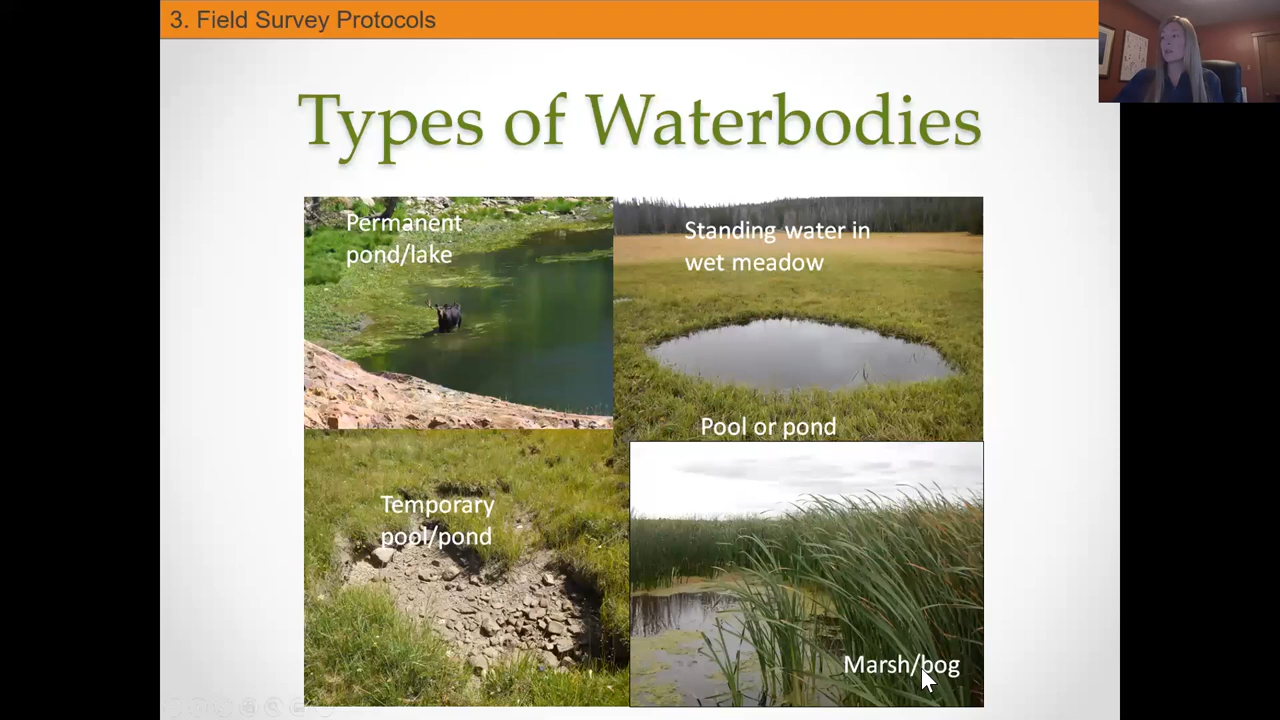 3. Field Survey Protocols
Types of Waterbodies
Permanent
pond/lake
Standing water in
wet meadow
Pool or pond
Temporary
pool/pond
Marsh/bog